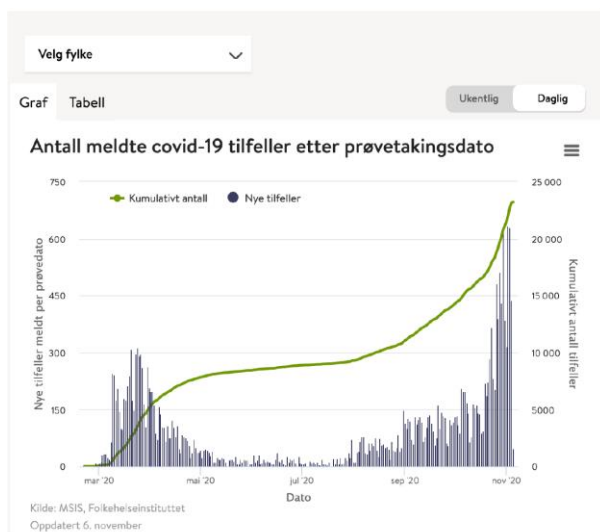 Velg fylke
Graf Tabell Ukentlig Daglig
Antall meldte covid-19 tilfeller etter prøvetakingsdato
Kumulativt antall Nye tilfeller
750 25 000
600 20 000
450 15 000
300 10 000
150 5000
0 0
Nye tilfeller meldt per prøvedato
Kumulativt antall tilfeller
mar '20 mai '20 jul '20 sep '20 nov '20
Dato
Kilde: MSIS, Folkehelseinstituttet
Oppdatert 6. november